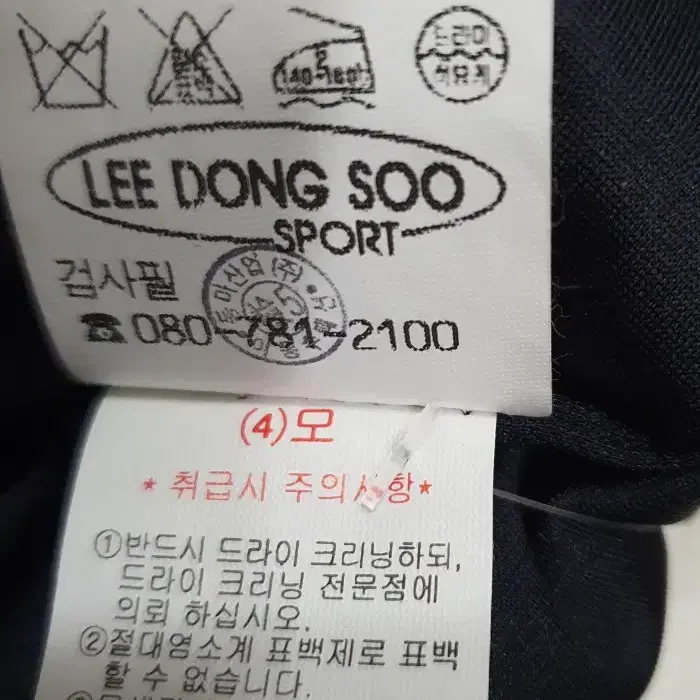 140~160℃
드라이
석유계
LEE DONG SOO
SPORT
검사필
☎080-781-2100
(4)모
* 취급시 주의사항*
①반드시 드라이 크리닝하되,
드라이 크리닝 전문점에
의뢰 하십시오.
②절대염소계 표백제로 표백
할 수 없습니다.